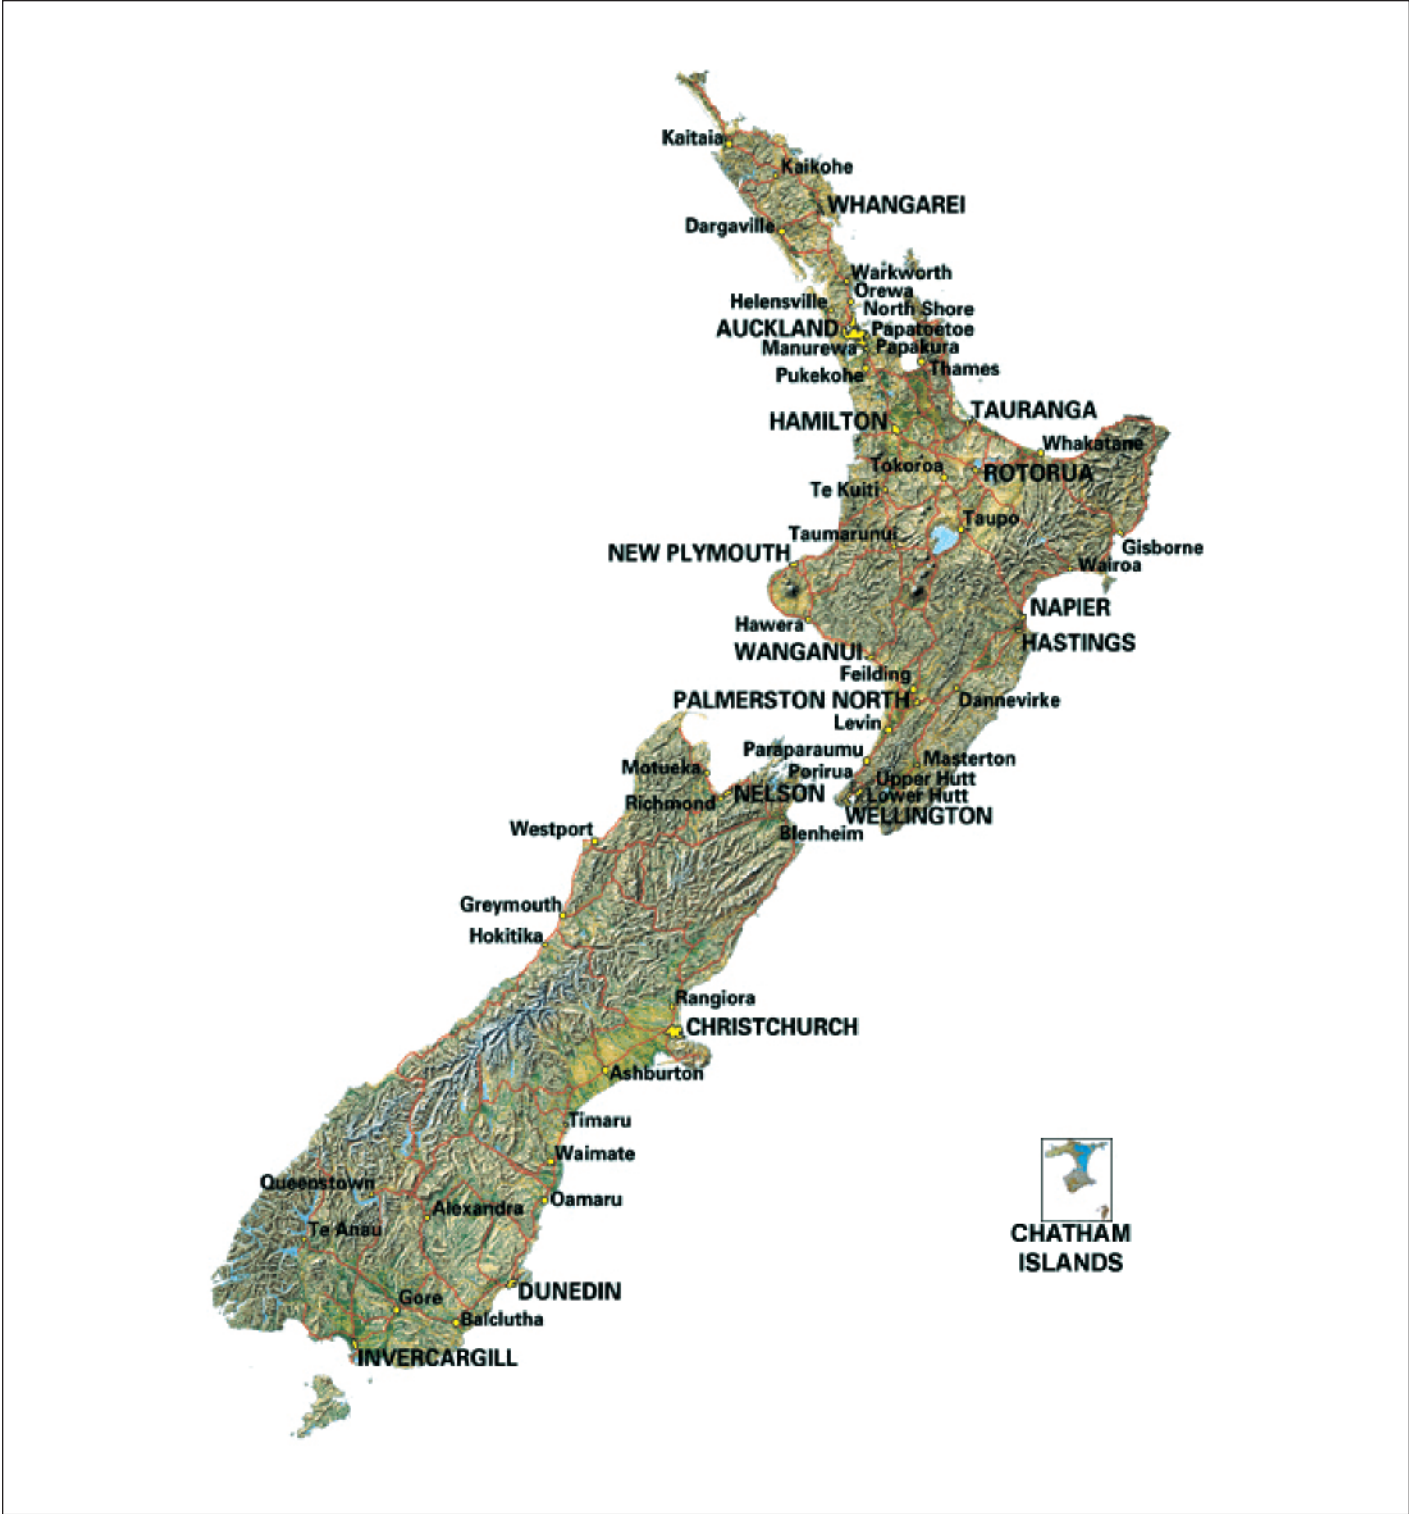 Kaitaia
Kaikohe
WHANGAREI
Dargaville
Warkworth
Orewa
Helensville
North Shore
AUCKLAND
Papatoetoe
Manurewa
Papakura
Thames
Pukekohe
TAURANGA
HAMILTON
Whakatane
Tokoroa
ROTORUA
Te Kuiti
Taupo
Taumarunui
Gisborne
NEW PLYMOUTH
Wairoa
NAPIER
Hawera
HASTINGS
WANGANUI
Feilding
PALMERSTON NORTH
Dannevirke
Levin
Paraparaumu
Masterton
Motueka
Porirua
Upper Hutt
NELSON
Lower Hutt
Richmond
WELLINGTON
Westport
Blenheim
Greymouth
Hokitika
Rangiora
CHRISTCHURCH
Ashburton
Timaru
Waimate
Queenstown
Oamaru
Alexandra
Te Anau
CHATHAM
ISLANDS
DUNEDIN
Gore
Balclutha
INVERCARGILL